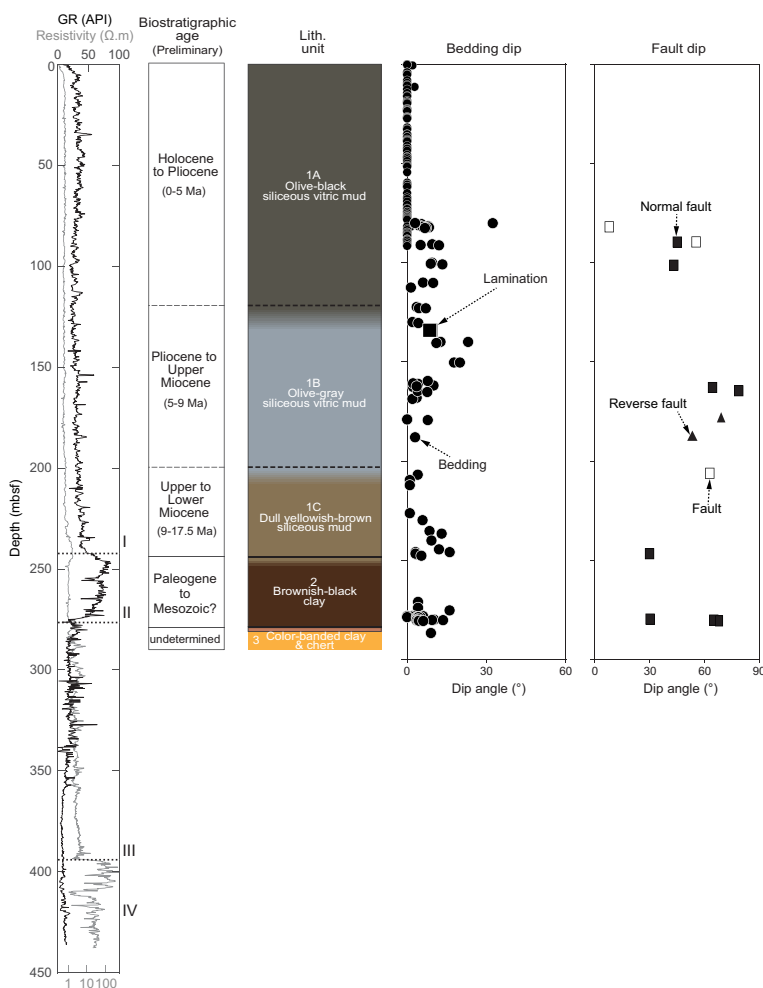 GR (API)
Resistivity (Ω.m)
0 50 100
Biostratigraphic
age
(Preliminary)
Lith.
unit
Bedding dip
Fault dip
0
50
100
150
200
250
300
350
400
450
Depth (mbsf)
1 10 100
I
II
III
IV
Holocene
to Pliocene
(0-5 Ma)
Pliocene to
Upper
Miocene
(5-9 Ma)
Upper to
Lower
Miocene
(9-17.5 Ma)
Paleogene
to
Mesozoic?
undetermined
1A
Olive-black
siliceous vitric mud
1B
Olive-gray
siliceous vitric mud
1C
Dull yellowish-brown
siliceous mud
2
Brownish-black
clay
3 Color-banded clay
& chert
Lamination
Bedding
0 30 60
Dip angle (°)
Normal fault
Reverse fault
Fault
0 30 60 90
Dip angle (°)